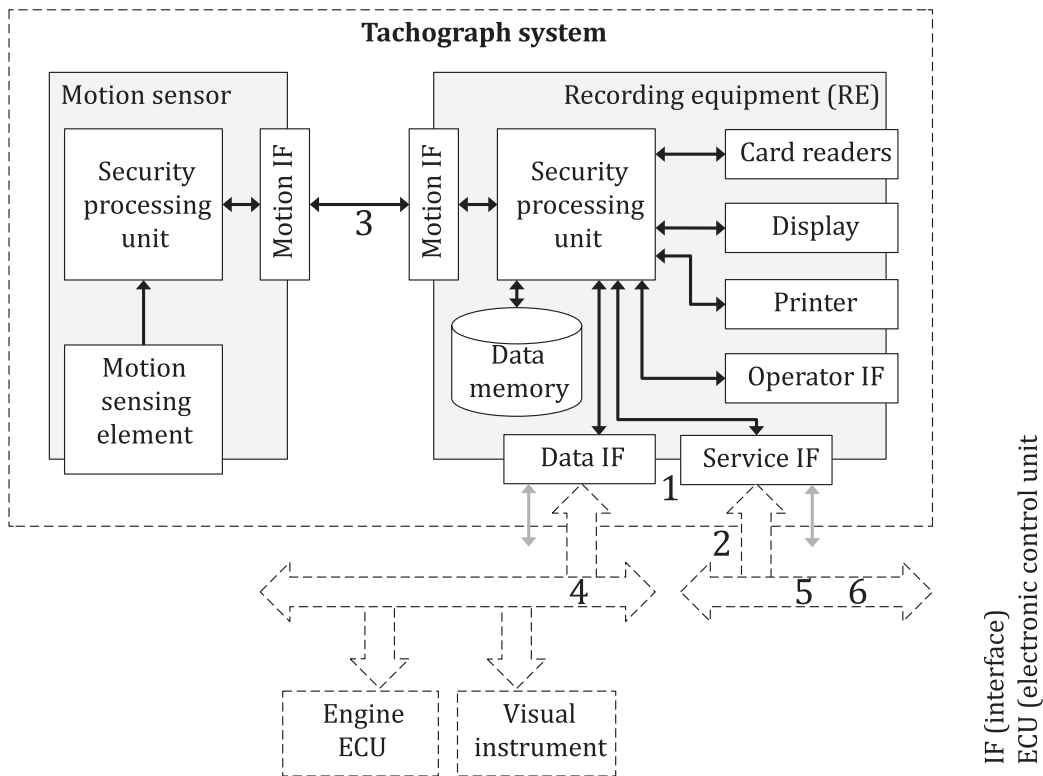 Tachograph system
Motion sensor
Recording equipment (RE)
Security
processing
unit
Motion IF
3
Motion IF
Security
processing
unit
Card readers
Display
Printer
Operator IF
Motion
sensing
element
Data
memory
Data IF
Service IF
1
2
4
5 6
Engine
ECU
Visual
instrument
IF (interface)
ECU (electronic control unit